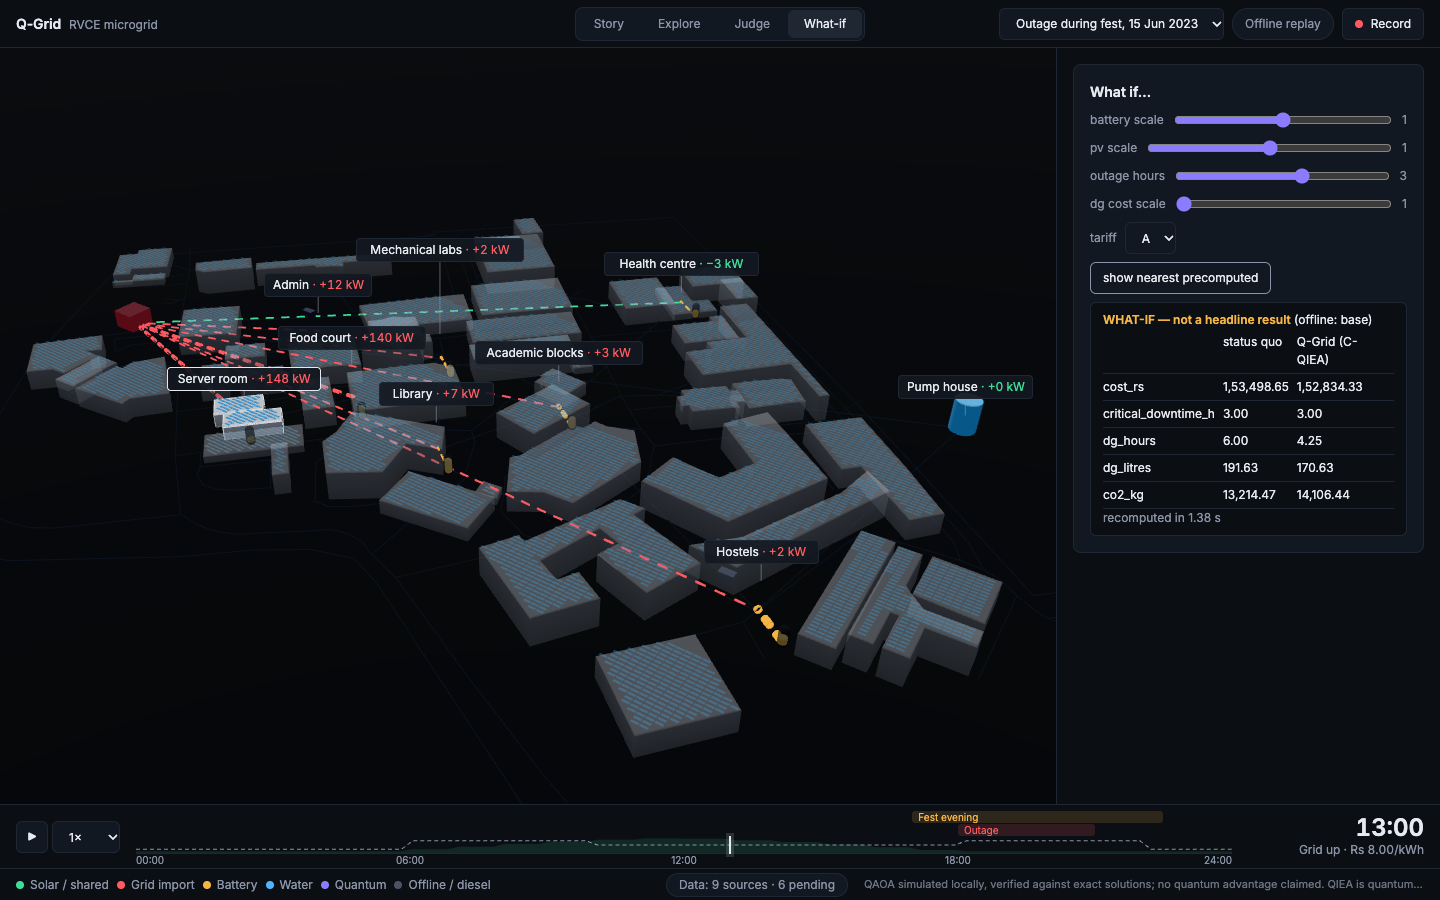 Q-Grid RVCE microgrid
Story Explore Judge What-if
Outage during fest, 15 Jun 2023
Offline replay
Record
Mechanical labs · +2 kW
Health centre · −3 kW
Admin · +12 kW
Food court · +140 kW
Academic blocks · +3 kW
Server room · +148 kW
Library · +7 kW
Pump house · +0 kW
Hostels · +2 kW
What if...
battery scale 1
pv scale 1
outage hours 3
dg cost scale 1
tariff A
show nearest precomputed
WHAT-IF — not a headline result (offline: base)
status quo Q-Grid (C-
QIEA)
cost_rs 1,53,498.65 1,52,834.33
critical_downtime_h 3.00 3.00
dg_hours 6.00 4.25
dg_litres 191.63 170.63
co2_kg 13,214.47 14,106.44
recomputed in 1.38 s
1×
Fest evening
Outage
00:00 06:00 12:00 18:00 24:00
13:00
Grid up · Rs 8.00/kWh
Solar / shared Grid import Battery Water Quantum Offline / diesel
Data: 9 sources · 6 pending
QAOA simulated locally, verified against exact solutions; no quantum advantage claimed. QIEA is quantum...